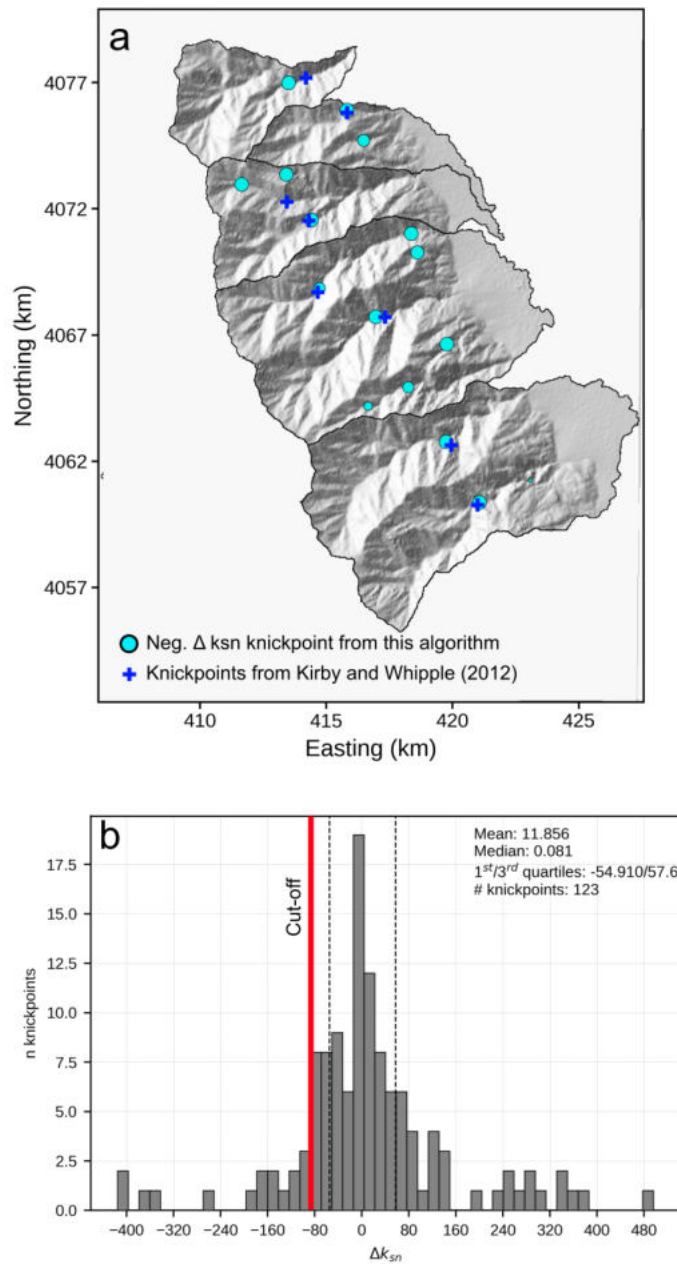 a
4077
4072
4067
4062
4057
Northing (km)
Neg. Δ ksn knickpoint from this algorithm
Knickpoints from Kirby and Whipple (2012)
410 415 420 425
Easting (km)
b
Mean: 11.856
Median: 0.081
1st/3rd quartiles: -54.910/57.6
# knickpoints: 123
Cut-off
17.5
15.0
12.5
10.0
7.5
5.0
2.5
0.0
n knickpoints
−400 −320 −240 −160 −80 0 80 160 240 320 400 480
Δksn